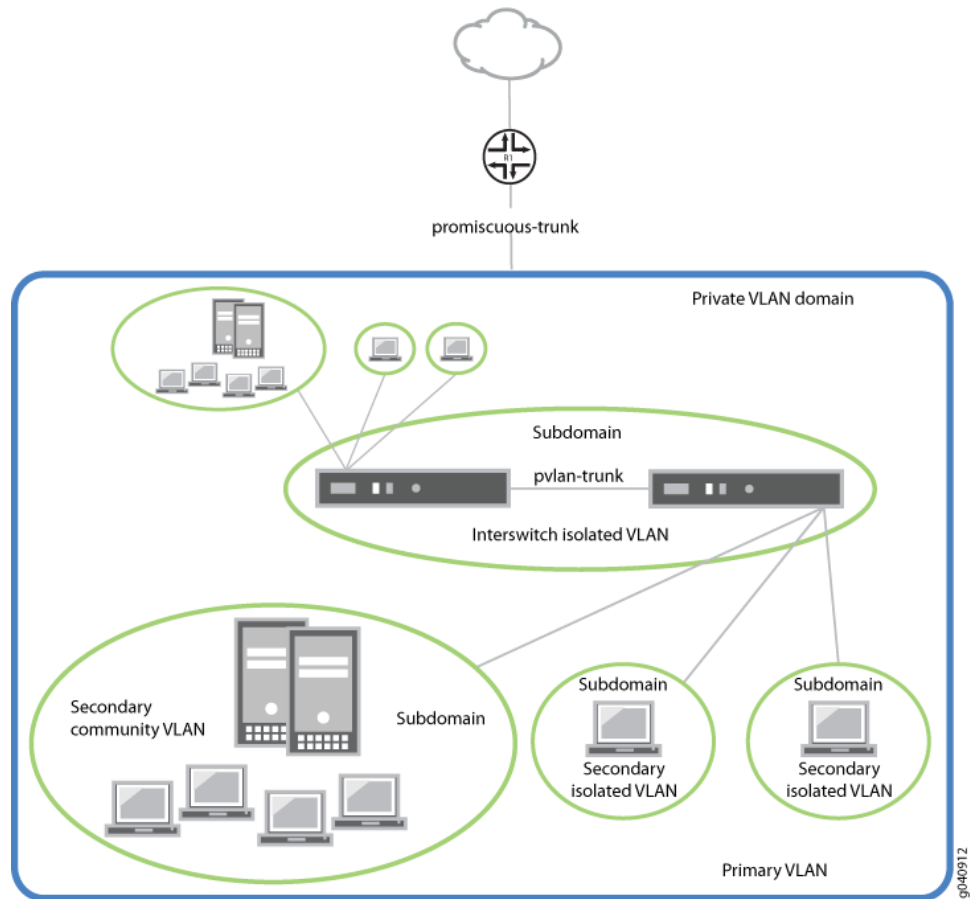 R1
promiscuous-trunk
Private VLAN domain
Subdomain
pvlan-trunk
Interswitch isolated VLAN
Secondary
community VLAN
Subdomain
Subdomain
Secondary
isolated VLAN
Subdomain
Secondary
isolated VLAN
Primary VLAN
g040912